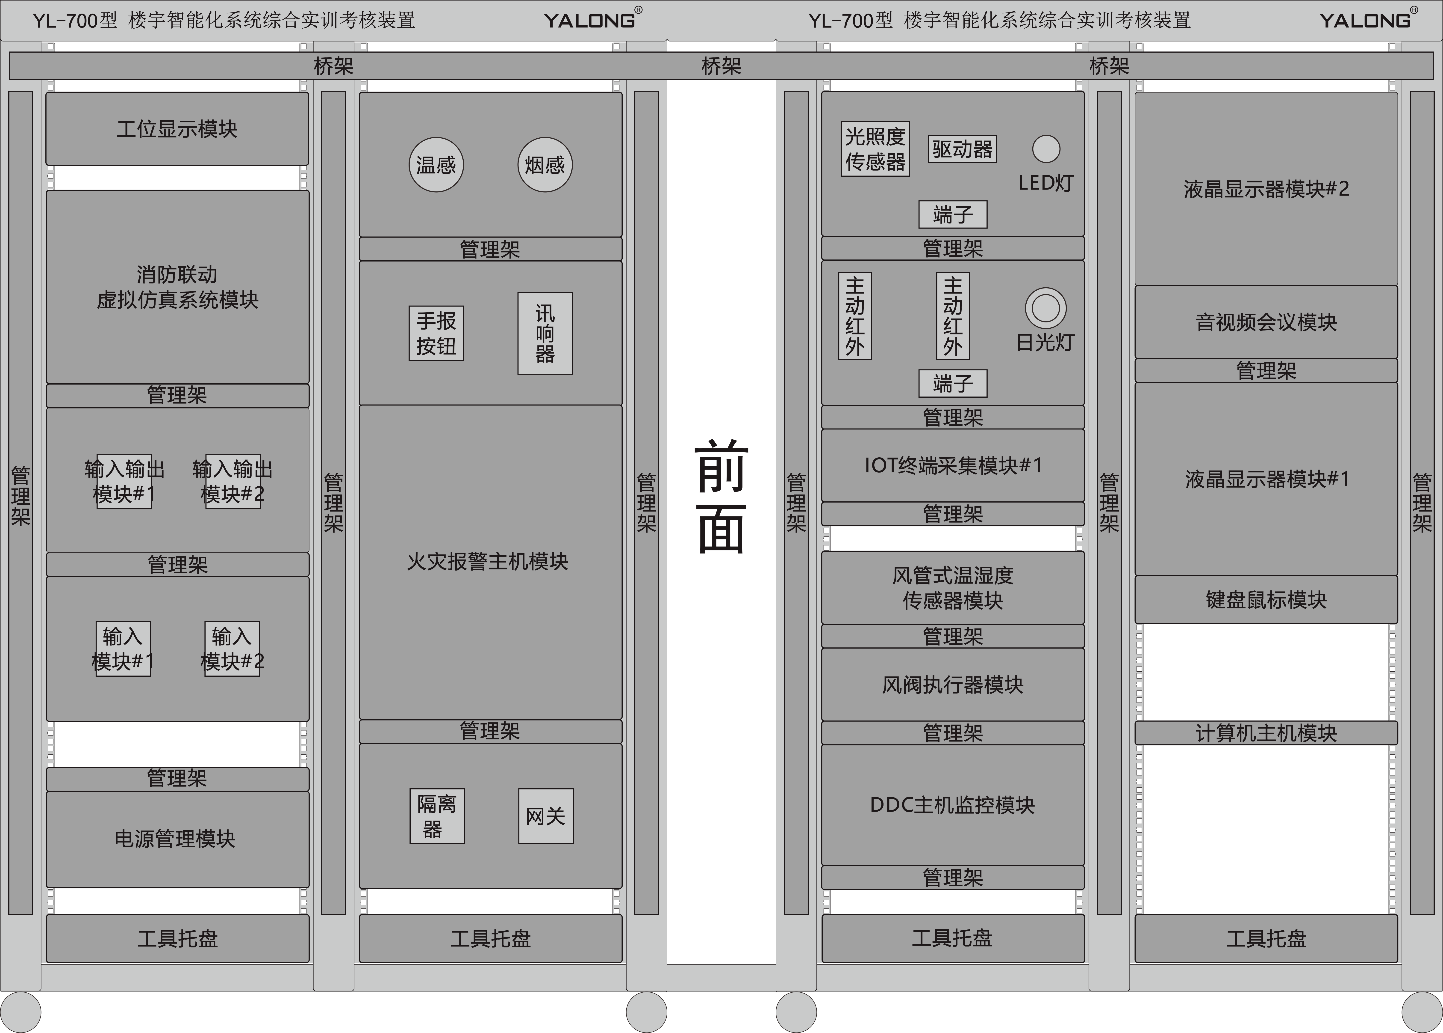 YL-700型 楼宇智能化系统综合实训考核装置
YALONG®
YL-700型 楼宇智能化系统综合实训考核装置
YALONG®
桥架
桥架
桥架
管理架
工位显示模块
消防联动
虚拟仿真系统模块
管理架
输入输出
模块#1
输入输出
模块#2
管理架
输入
模块#1
输入
模块#2
管理架
电源管理模块
工具托盘
管理架
温感
烟感
管理架
手报
按钮
讯响器
火灾报警主机模块
管理架
隔离
器
网关
工具托盘
管理架
前面
管理架
光照度
传感器
驱动器
LED灯
端子
管理架
主动红外
主动红外
日光灯
端子
管理架
IOT终端采集模块#1
管理架
风管式温湿度
传感器模块
管理架
风阀执行器模块
管理架
DDC主机监控模块
管理架
工具托盘
管理架
液晶显示器模块#2
音视频会议模块
管理架
液晶显示器模块#1
键盘鼠标模块
计算机主机模块
工具托盘
管理架